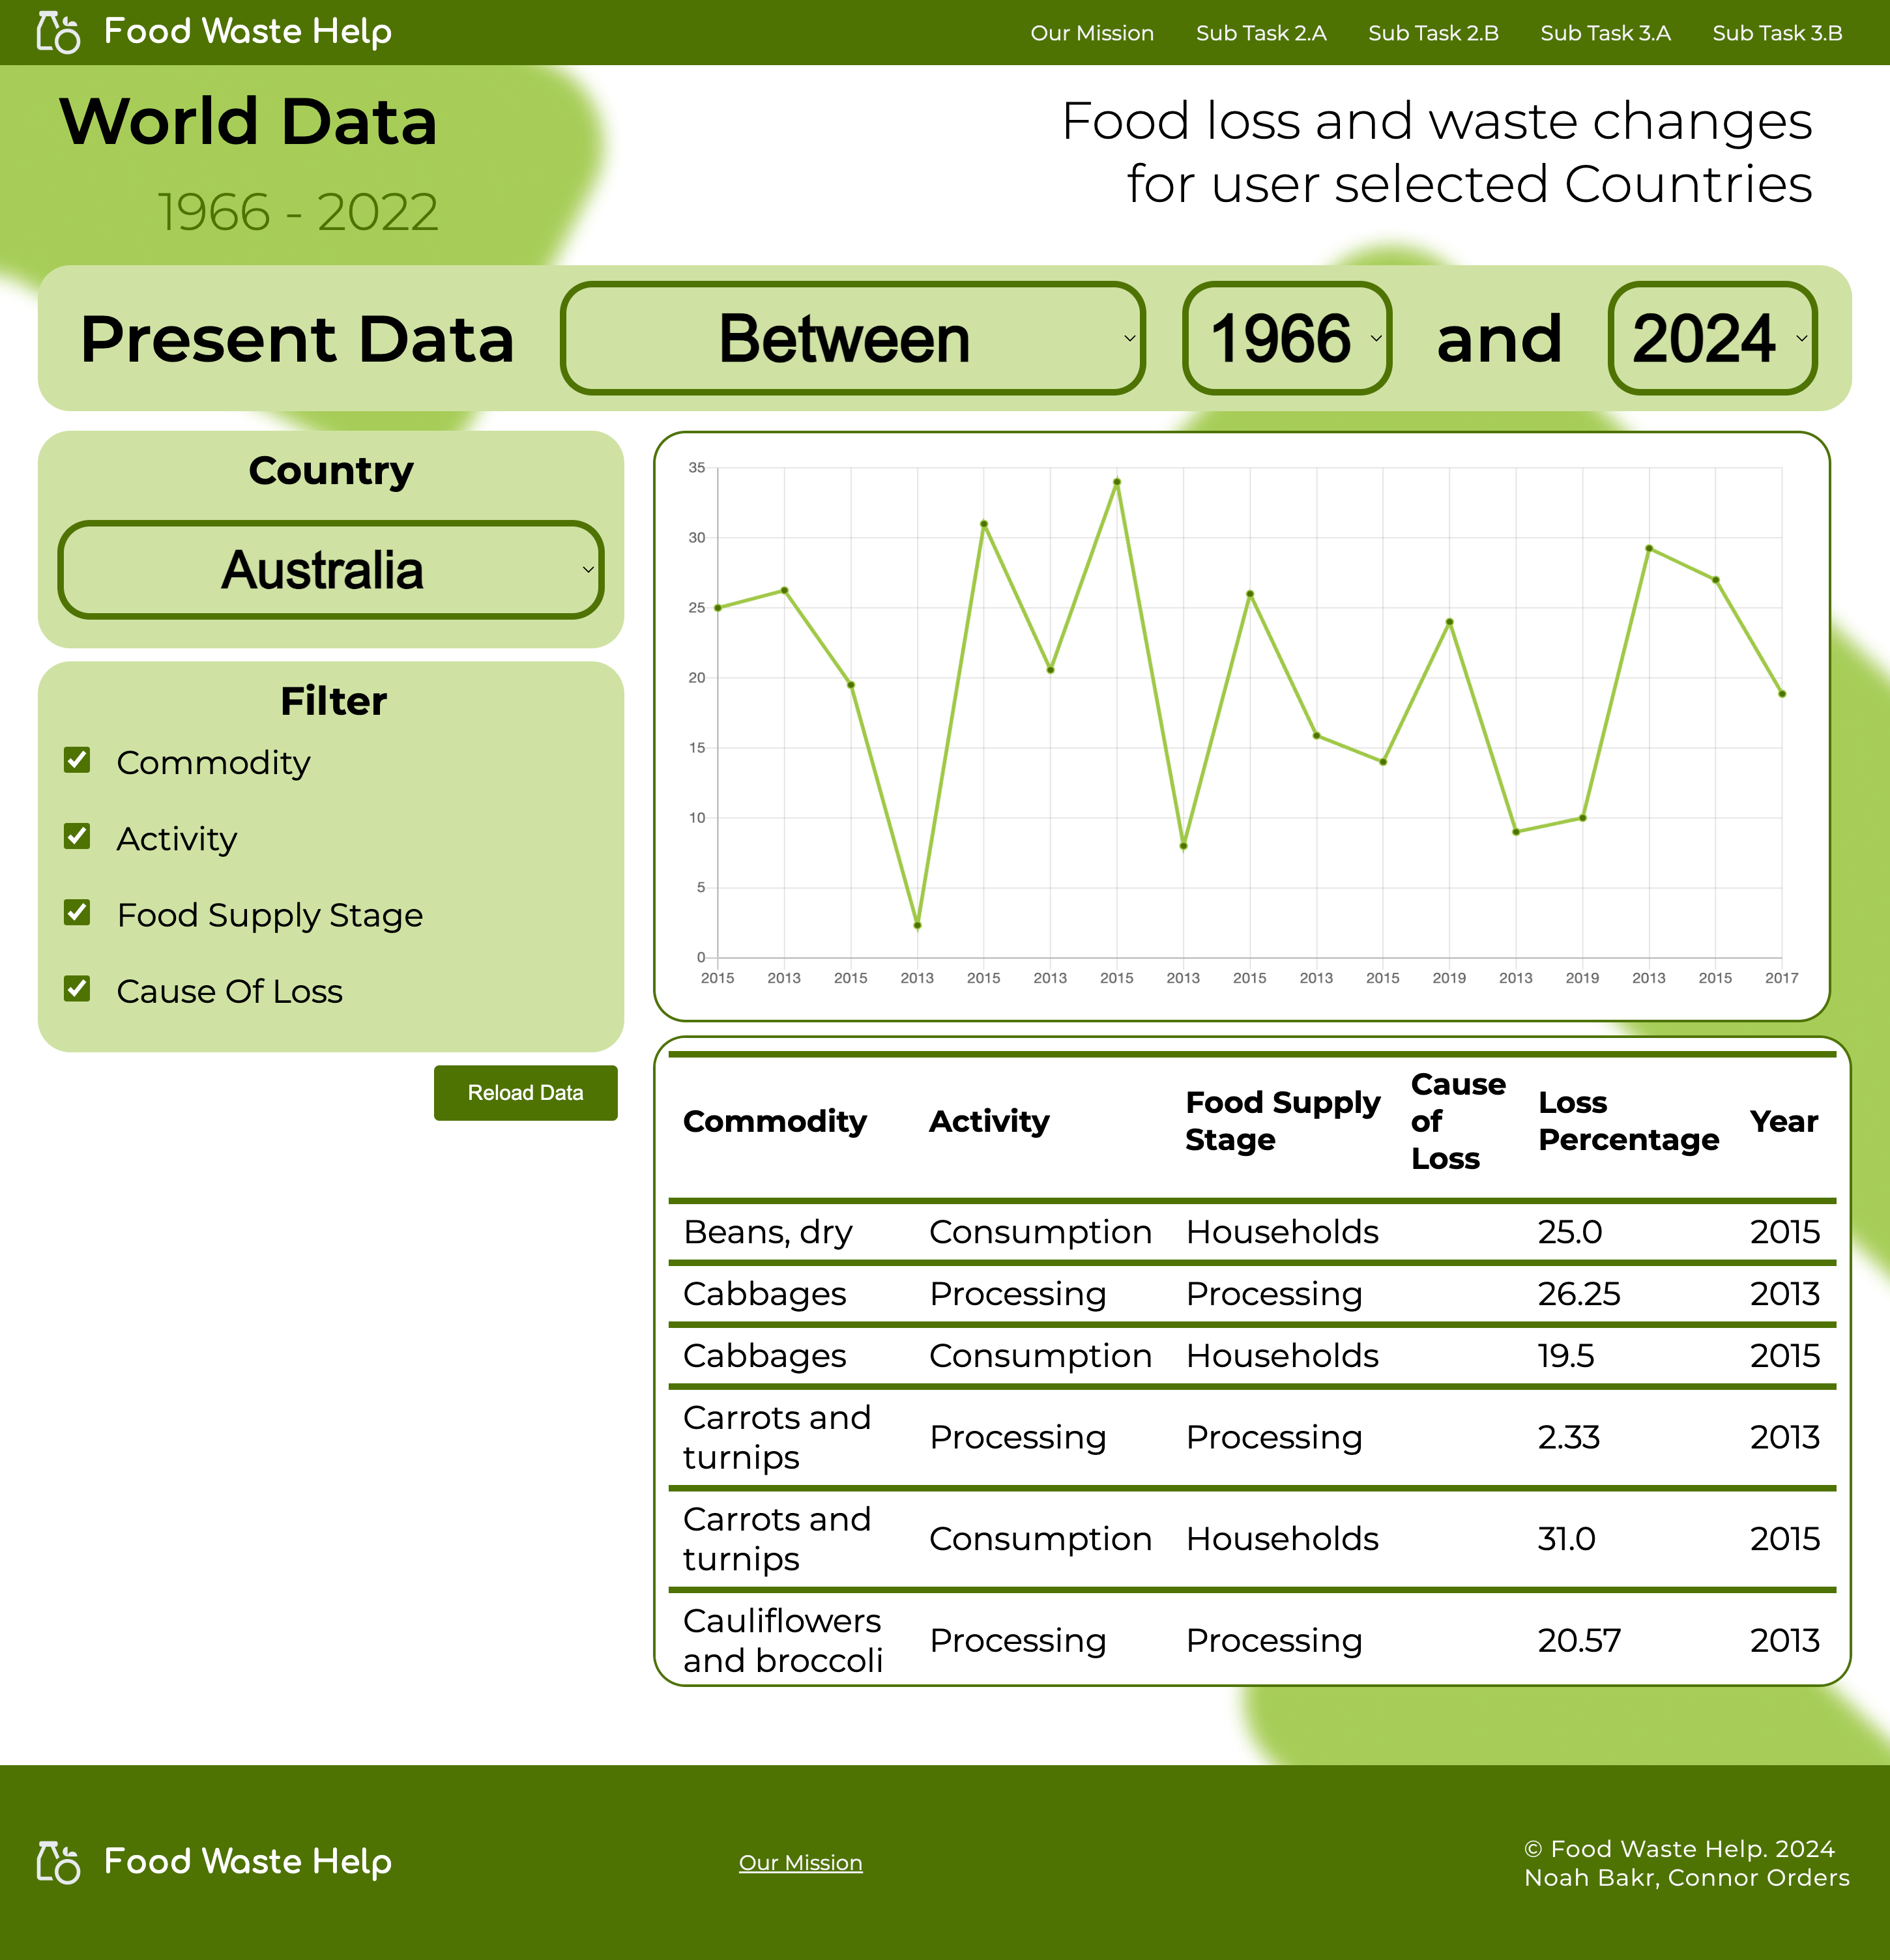 Food Waste Help
Our Mission Sub Task 2.A Sub Task 2.B Sub Task 3.A Sub Task 3.B
World Data
1966 - 2022
Food loss and waste changes
for user selected Countries
Present Data Between 1966 and 2024
Country
Australia
Filter
Commodity
Activity
Food Supply Stage
Cause Of Loss
Reload Data
35
30
25
20
15
10
5
0
2015 2013 2015 2013 2015 2013 2015 2013 2015 2013 2015 2019 2013 2019 2013 2015 2017
Commodity Activity Food Supply Stage Cause of Loss Loss Percentage Year
Beans, dry Consumption Households 25.0 2015
Cabbages Processing Processing 26.25 2013
Cabbages Consumption Households 19.5 2015
Carrots and turnips Processing Processing 2.33 2013
Carrots and turnips Consumption Households 31.0 2015
Cauliflowers and broccoli Processing Processing 20.57 2013
Food Waste Help
Our Mission
© Food Waste Help. 2024
Noah Bakr, Connor Orders